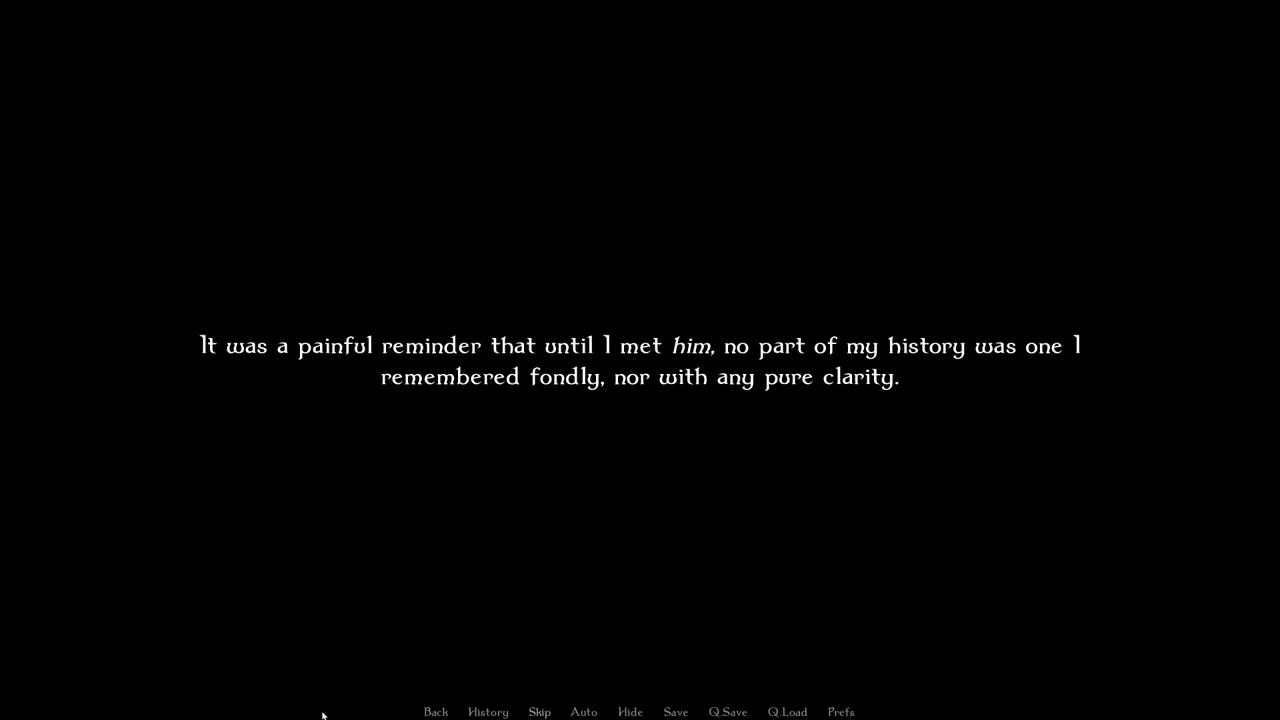 It was a painful reminder that until I met him, no part of my history was one I
remembered fondly, nor with any pure clarity.
Back History Skip Auto Hide Save Q.Save Q.Load Prefs